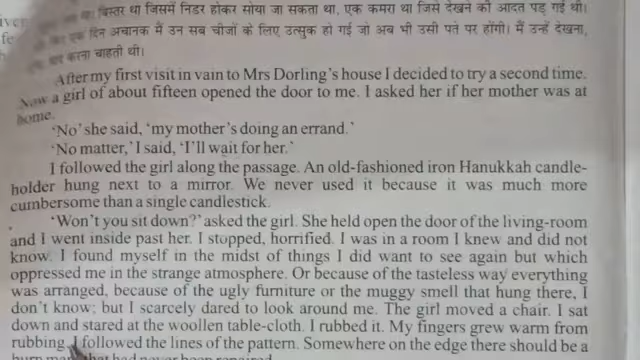 था बिस्तर था जिसमें निडर होकर सोया जा सकता था, एक कमरा था जिसे देखने की आदत पड़ गई थी।
एक दिन अचानक मैं उन सब चीजों के लिए उत्सुक हो गई जो अब भी उसी पते पर होंगी। मैं उन्हें देखना,
करना चाहती थी।
After my first visit in vain to Mrs Dorling's house I decided to try a second time.
Now a girl of about fifteen opened the door to me. I asked her if her mother was at
home.
'No' she said, 'my mother's doing an errand.'
'No matter,' I said, 'I'll wait for her.'
I followed the girl along the passage. An old-fashioned iron Hanukkah candle-
holder hung next to a mirror. We never used it because it was much more
cumbersome than a single candlestick.
'Won't you sit down?' asked the girl. She held open the door of the living-room
and I went inside past her. I stopped, horrified. I was in a room I knew and did not
know. I found myself in the midst of things I did want to see again but which
oppressed me in the strange atmosphere. Or because of the tasteless way everything
was arranged, because of the ugly furniture or the muggy smell that hung there, I
don't know; but I scarcely dared to look around me. The girl moved a chair. I sat
down and stared at the woollen table-cloth. I rubbed it. My fingers grew warm from
rubbing. I followed the lines of the pattern. Somewhere on the edge there should be a
that had never been